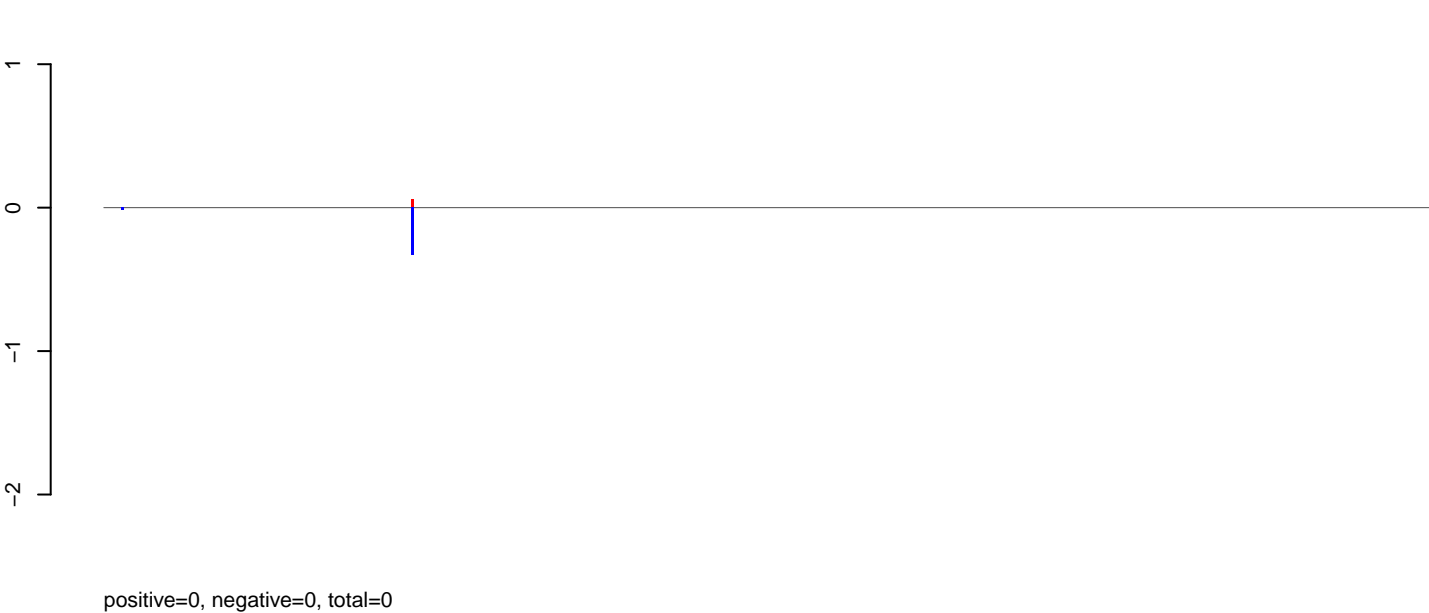 1
0
−1
−2
positive=0, negative=0, total=0